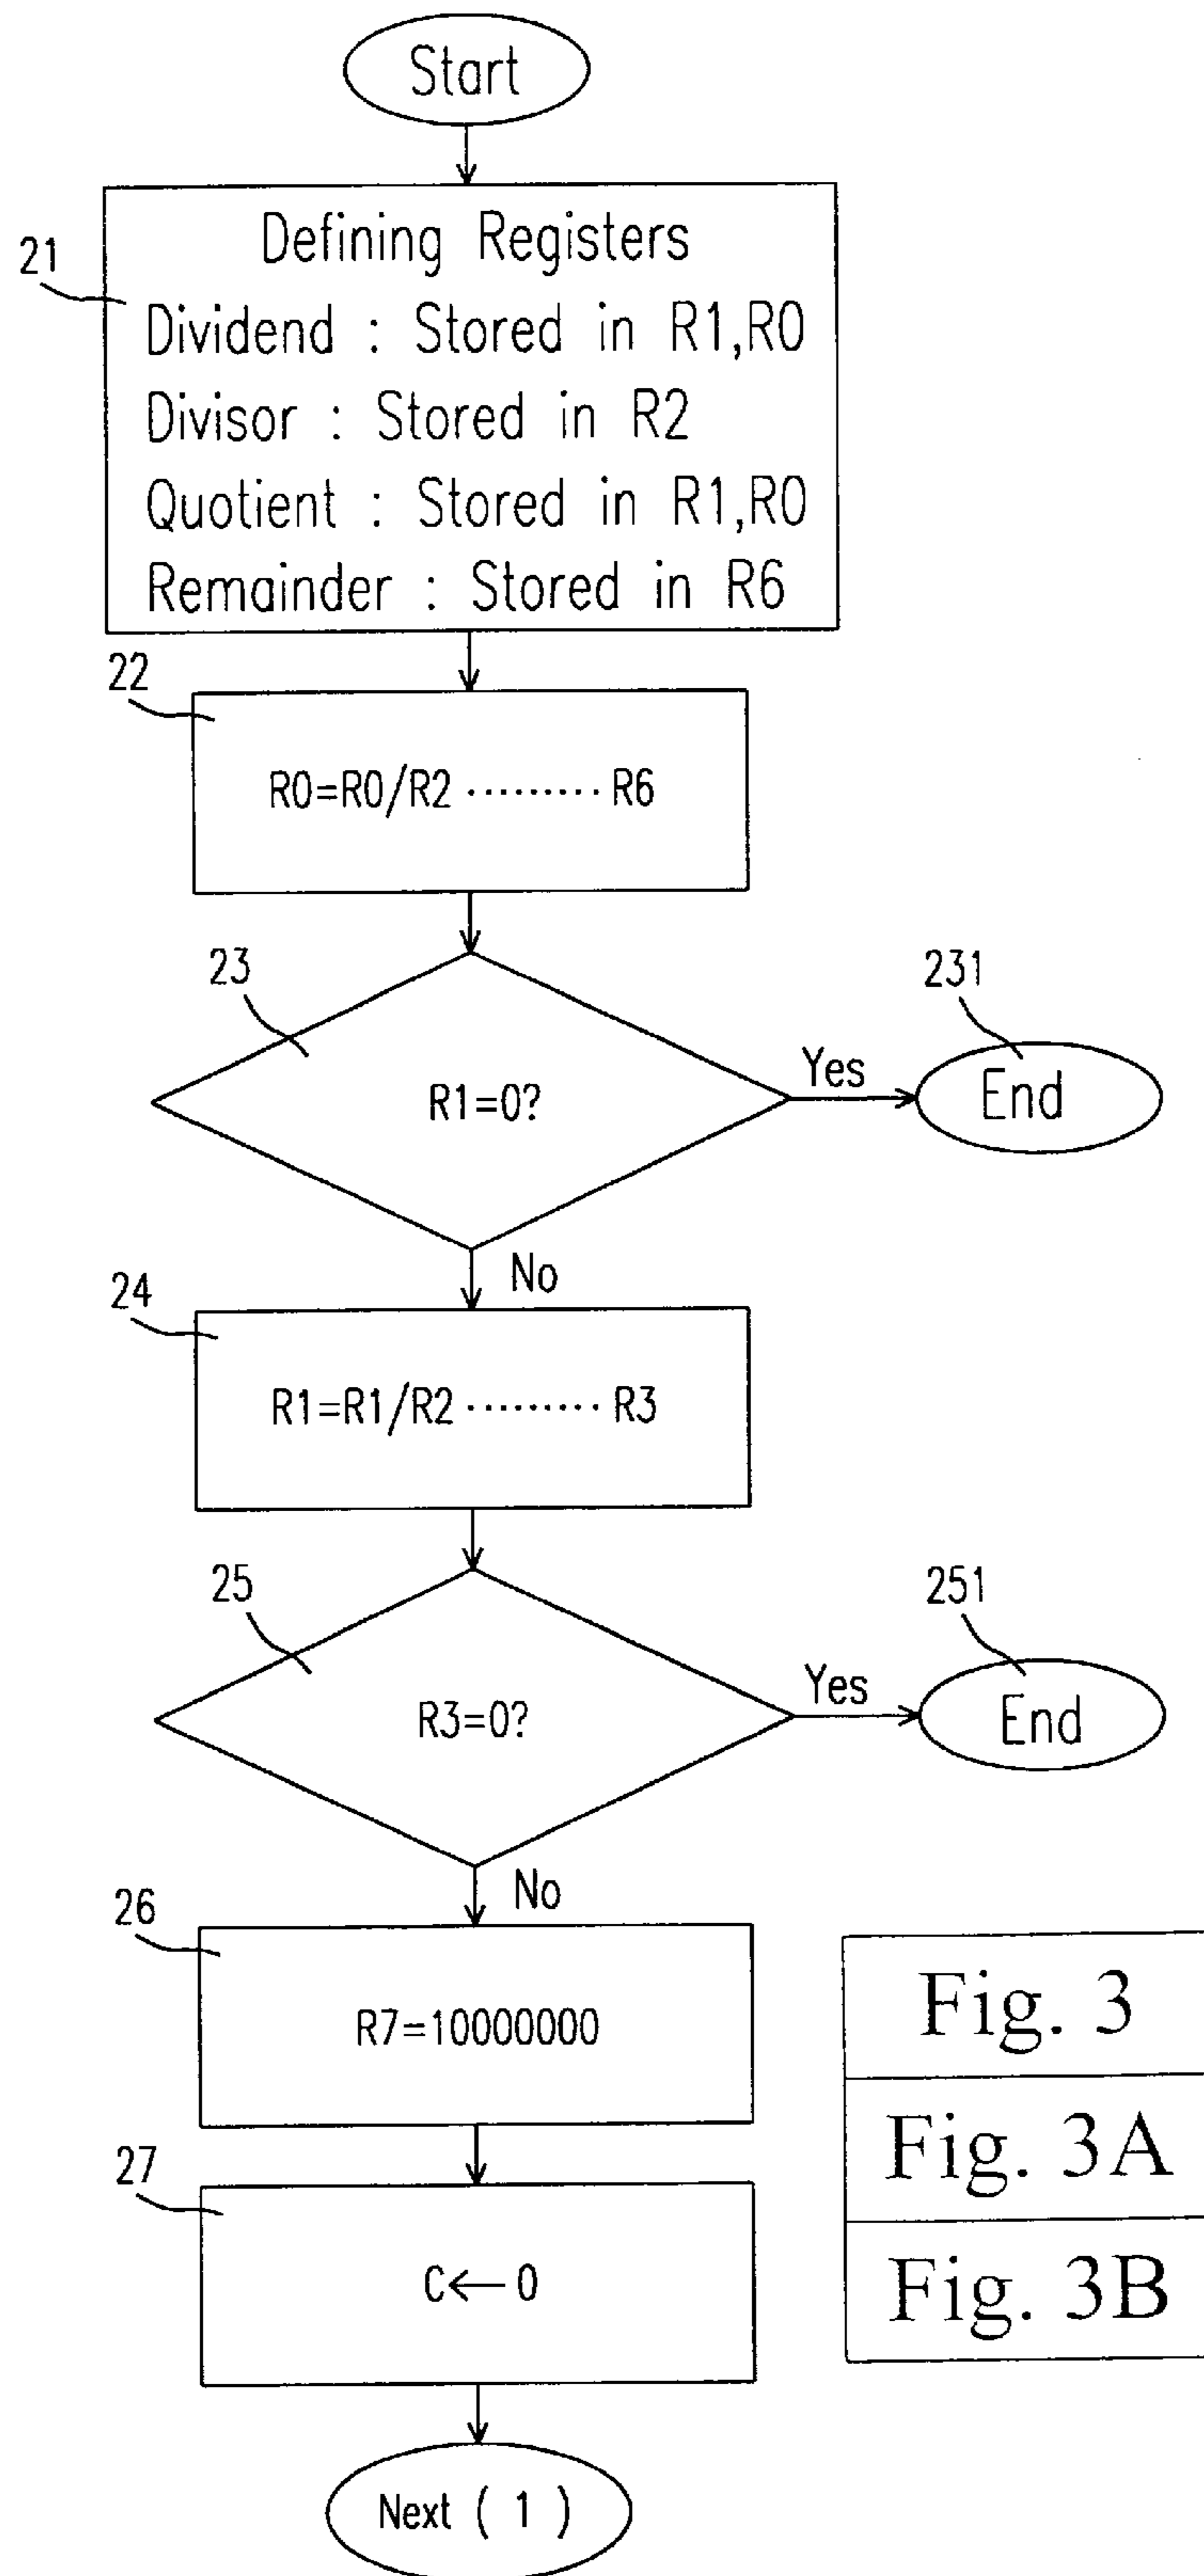 Start
21
Defining Registers
Dividend : Stored in R1,R0
Divisor : Stored in R2
Quotient : Stored in R1,R0
Remainder : Stored in R6
22
R0=R0/R2 ········· R6
23
R1=0?
Yes
231
End
No
24
R1=R1/R2 ········· R3
25
R3=0?
Yes
251
End
No
26
R7=10000000
27
C← 0
Next ( 1 )
Fig. 3
Fig. 3A
Fig. 3B